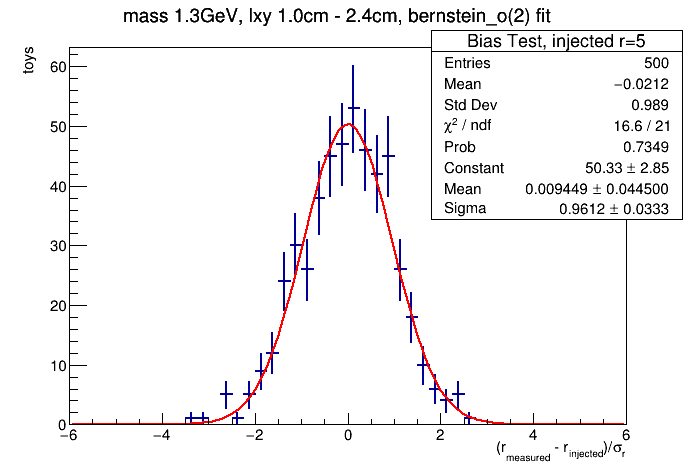 mass 1.3GeV, lxy 1.0cm - 2.4cm, bernstein_o(2) fit
toys
Bias Test, injected r=5
Entries 500
Mean −0.0212
Std Dev 0.989
χ² / ndf 16.6 / 21
Prob 0.7349
Constant 50.33 ± 2.85
Mean 0.009449 ± 0.044500
Sigma 0.9612 ± 0.0333
60
50
40
30
20
10
0
−6 −4 −2 0 2 4 6
(r_measured - r_injected)/σ_r